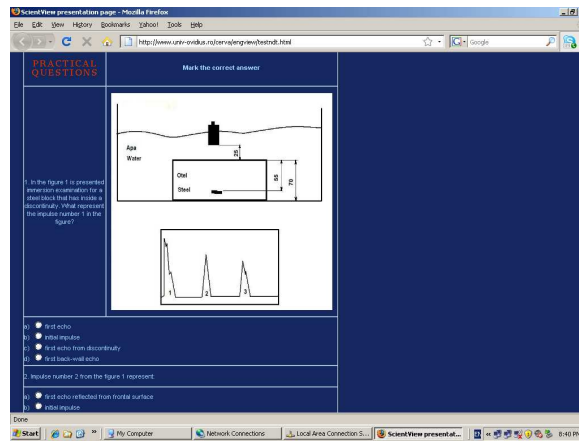 ScientView presentation page - Mozilla Firefox
File Edit View History Bookmarks Yahoo! Tools Help
http://www.univ-ovidius.ro/cerva/engview/testndt.html
Google
PRACTICAL
QUESTIONS
Mark the correct answer
1. In the figure 1 is presented
immersion examination for a
steel block that has inside a
discontinuity. What represent
the impulse number 1 in the
figure?
Apa
Water
25
Otel
Steel
55
70
1 2 3
a) first echo
b) initial impulse
c) first echo from discontinuity
d) first back-wall echo
2. Impulse number 2 from the figure 1 represent:
a) first echo reflected from frontal surface
b) initial impulse
Done
Start
My Computer
Network Connections
Local Area Connection S...
ScientView presentat...
8:40 PM